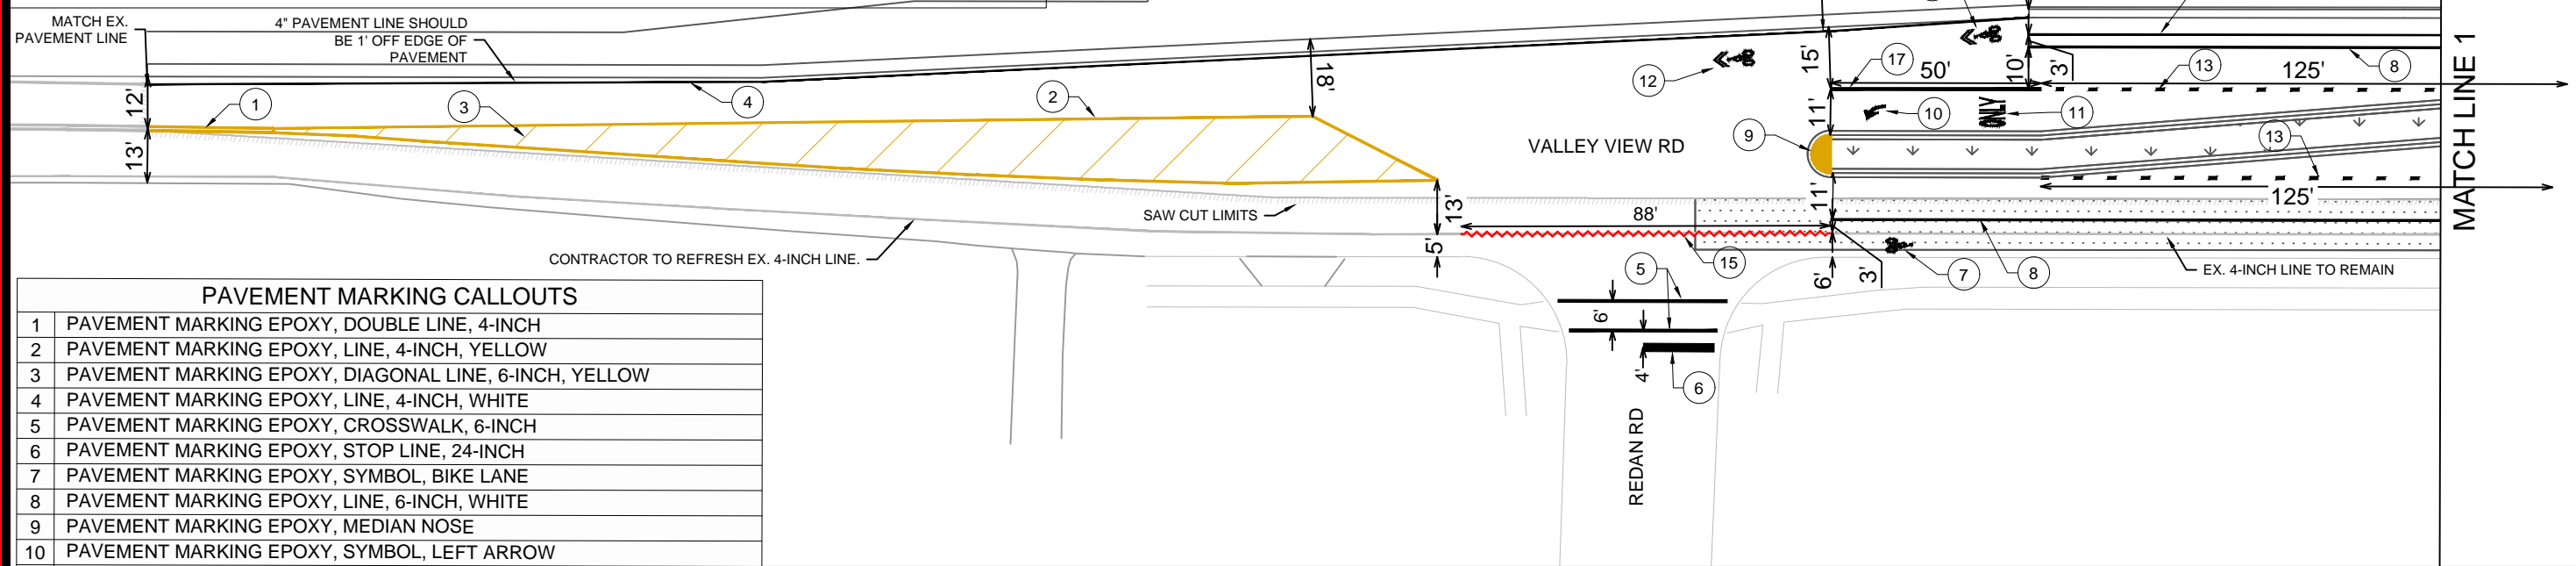 MATCH EX.
PAVEMENT LINE
4" PAVEMENT LINE SHOULD
BE 1' OFF EDGE OF
PAVEMENT
12'
13'
1
3
4
2
18'
12
15'
17
50'
10'
3'
13
125'
8
11'
10
ONLY
11
9
VALLEY VIEW RD
13
125'
11'
MATCH LINE 1
SAW CUT LIMITS
13'
88'
5'
15
6'
3'
7
8
EX. 4-INCH LINE TO REMAIN
CONTRACTOR TO REFRESH EX. 4-INCH LINE.
5
6'
4'
6
REDAN RD
PAVEMENT MARKING CALLOUTS
1 PAVEMENT MARKING EPOXY, DOUBLE LINE, 4-INCH
2 PAVEMENT MARKING EPOXY, LINE, 4-INCH, YELLOW
3 PAVEMENT MARKING EPOXY, DIAGONAL LINE, 6-INCH, YELLOW
4 PAVEMENT MARKING EPOXY, LINE, 4-INCH, WHITE
5 PAVEMENT MARKING EPOXY, CROSSWALK, 6-INCH
6 PAVEMENT MARKING EPOXY, STOP LINE, 24-INCH
7 PAVEMENT MARKING EPOXY, SYMBOL, BIKE LANE
8 PAVEMENT MARKING EPOXY, LINE, 6-INCH, WHITE
9 PAVEMENT MARKING EPOXY, MEDIAN NOSE
10 PAVEMENT MARKING EPOXY, SYMBOL, LEFT ARROW